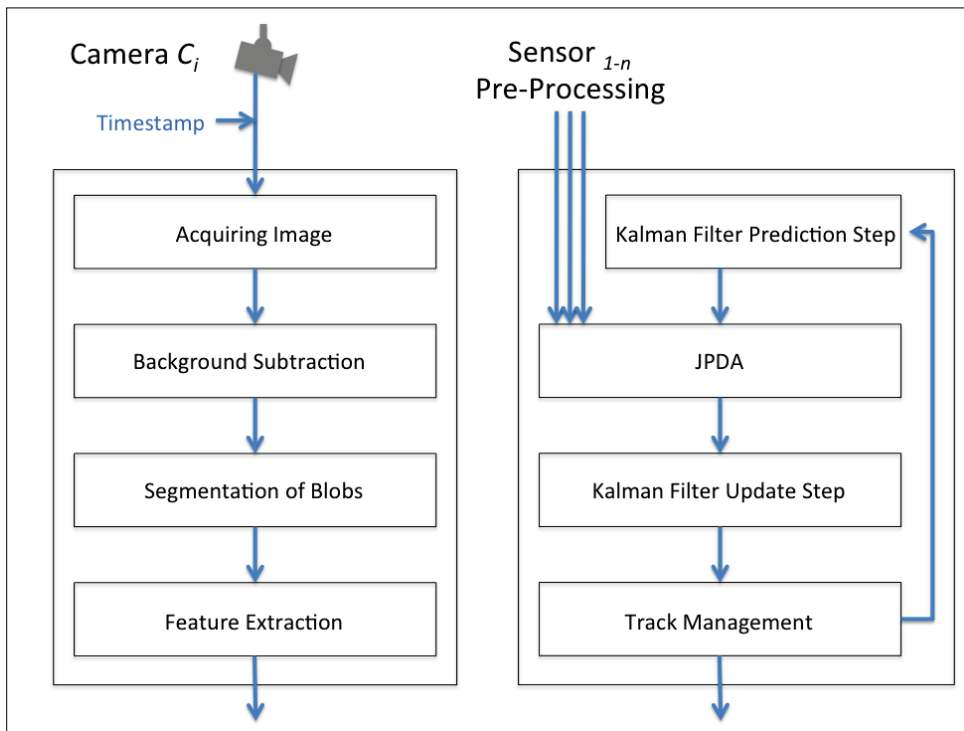 Camera Ci
Timestamp
Acquiring Image
Background Subtraction
Segmentation of Blobs
Feature Extraction
Sensor 1-n
Pre-Processing
Kalman Filter Prediction Step
JPDA
Kalman Filter Update Step
Track Management